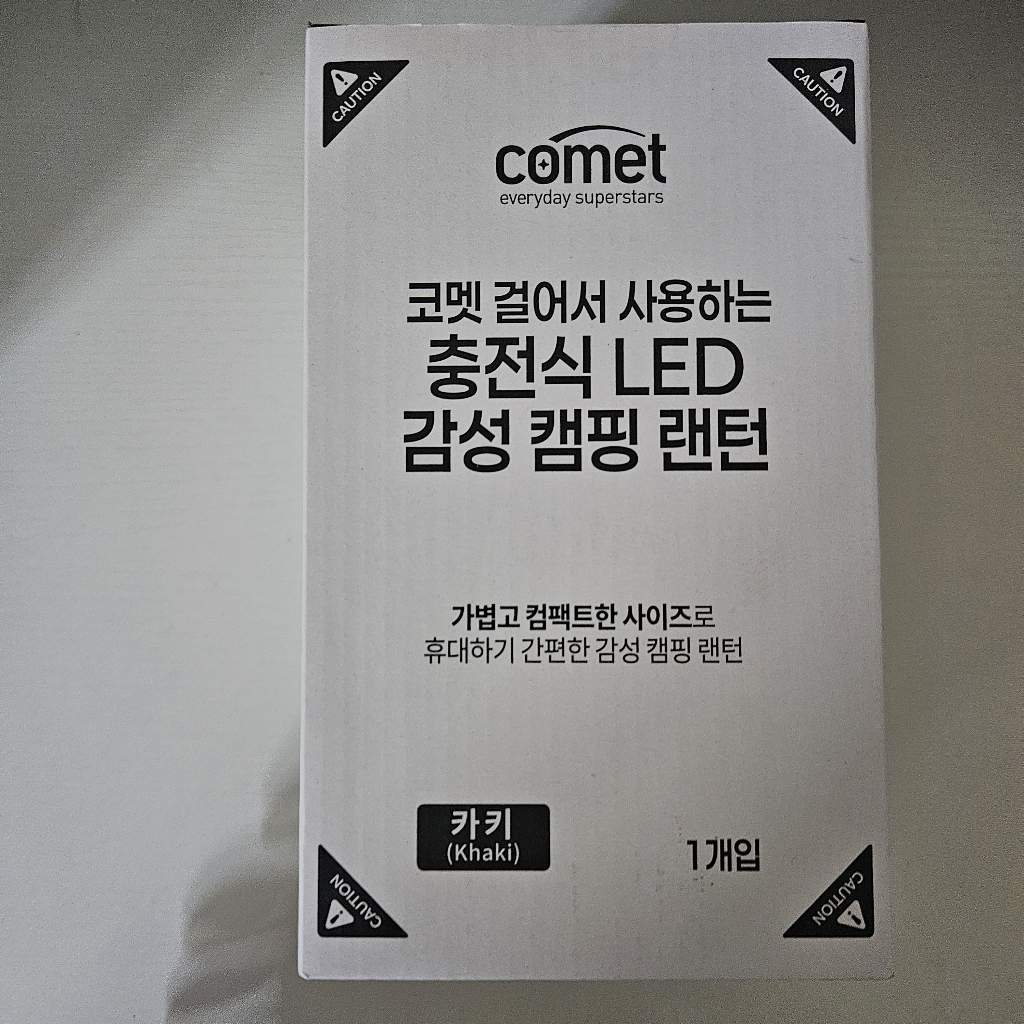 CAUTION
CAUTION
comet
everyday superstars
코멧 걸어서 사용하는
충전식 LED
감성 캠핑 랜턴
가볍고 컴팩트한 사이즈로
휴대하기 간편한 감성 캠핑 랜턴
카키
(Khaki)
1개입
CAUTION
CAUTION